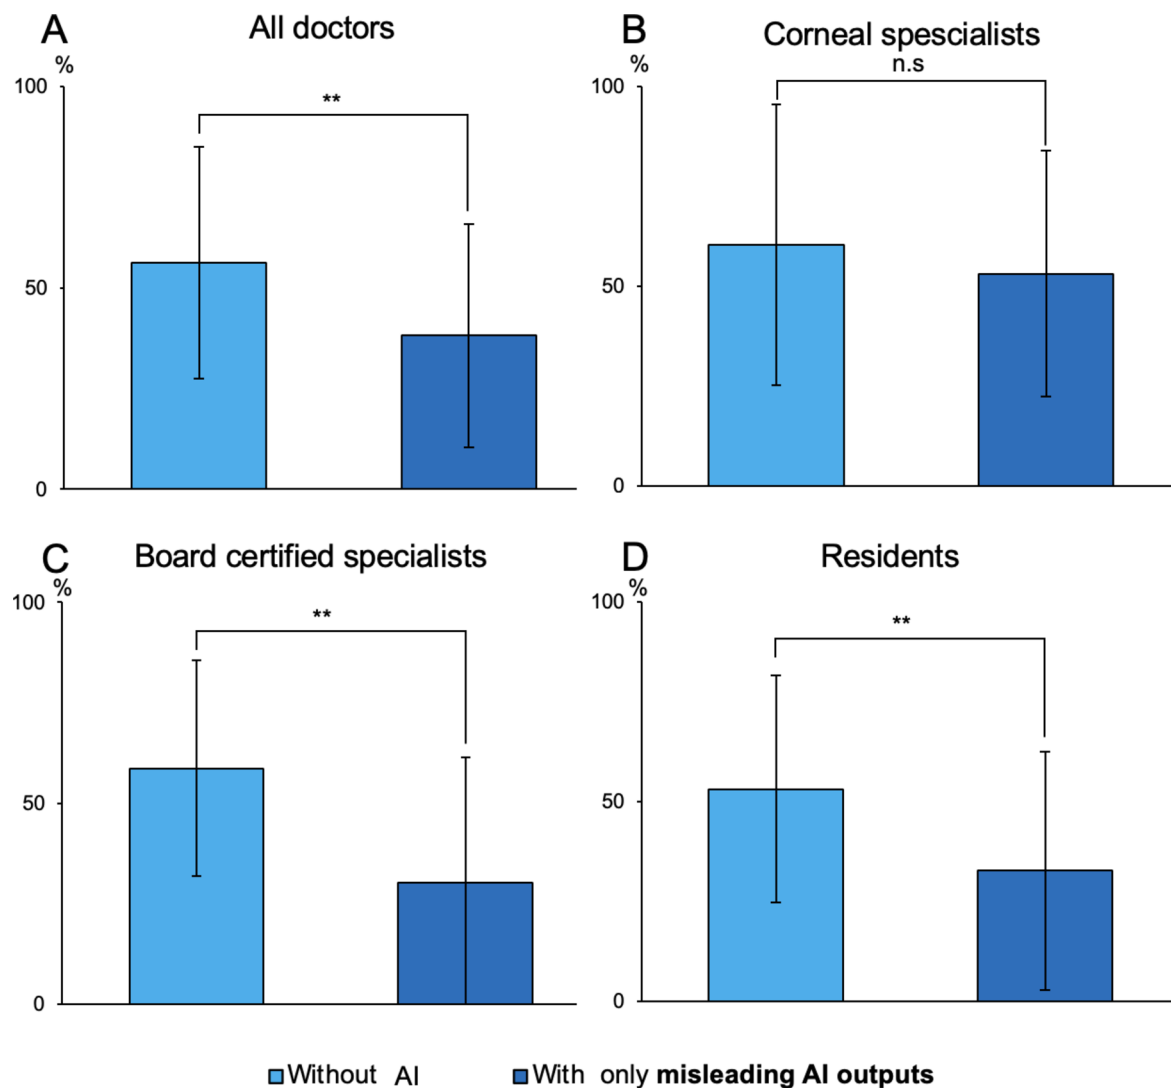 A
All doctors
%
100
**
50
0
B
Corneal spescialists
n.s
100
50
0
C
Board certified specialists
%
100
**
50
0
D
Residents
%
100
**
50
0
Without AI
With only misleading AI outputs